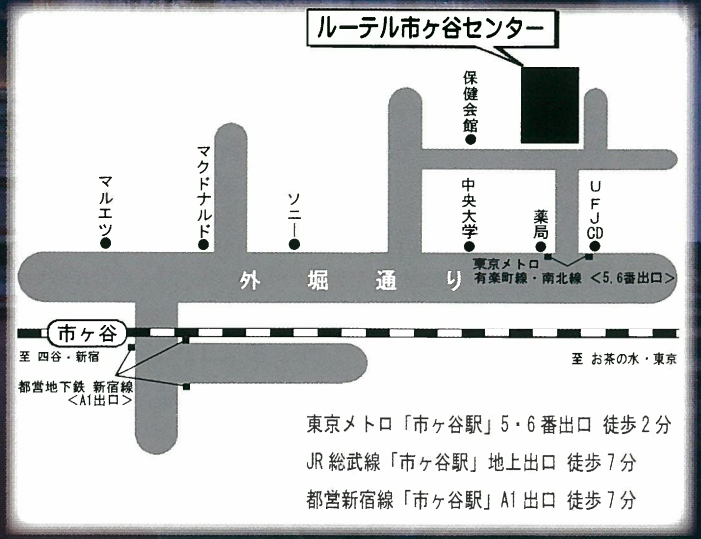 ルーテル市ヶ谷センター
保健会館
マルエツ
マクドナルド
ソニー
中央大学
薬局
UFJCD
東京メトロ
有楽町線・南北線 <5,6番出口>
外堀通り
市ヶ谷
至 四谷・新宿
至 お茶の水・東京
都営地下鉄 新宿線
<A1出口>
東京メトロ「市ヶ谷駅」5・6番出口 徒歩2分
JR総武線「市ヶ谷駅」地上出口 徒歩7分
都営新宿線「市ヶ谷駅」A1出口 徒歩7分